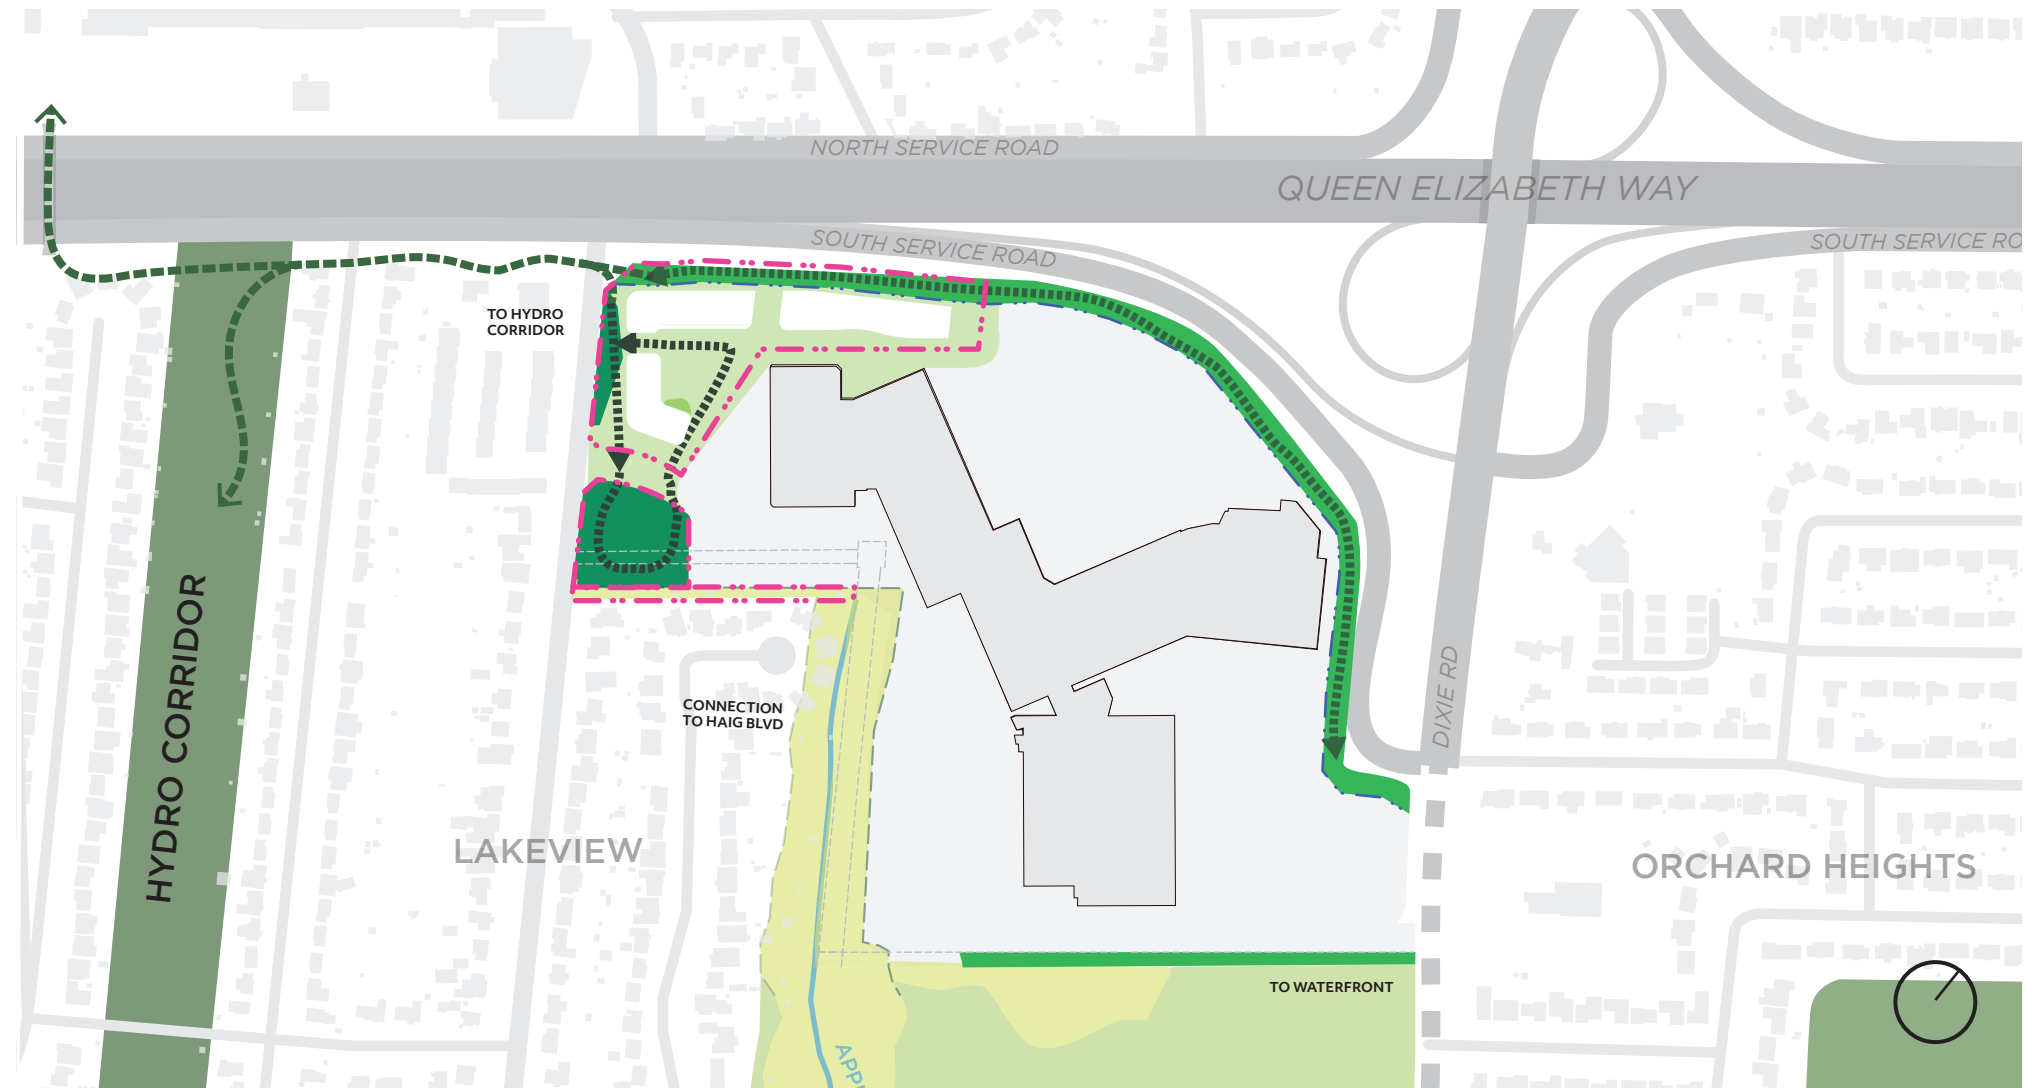 NORTH SERVICE ROAD
QUEEN ELIZABETH WAY
SOUTH SERVICE ROAD
SOUTH SERVICE RO
TO HYDRO
CORRIDOR
HYDRO CORRIDOR
CONNECTION
TO HAIG BLVD
DIXIE RD
LAKEVIEW
ORCHARD HEIGHTS
TO WATERFRONT
APPL